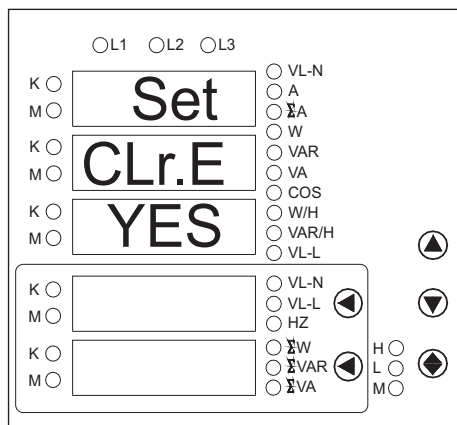 L1 L2 L3
K Set VL-N
M A
ΣA
W
K CLr.E VAR
M VA
COS
K YES W/H
M VAR/H
VL-L
K VL-N
M VL-L
HZ
K ΣW H
M ΣVAR L
ΣVA M